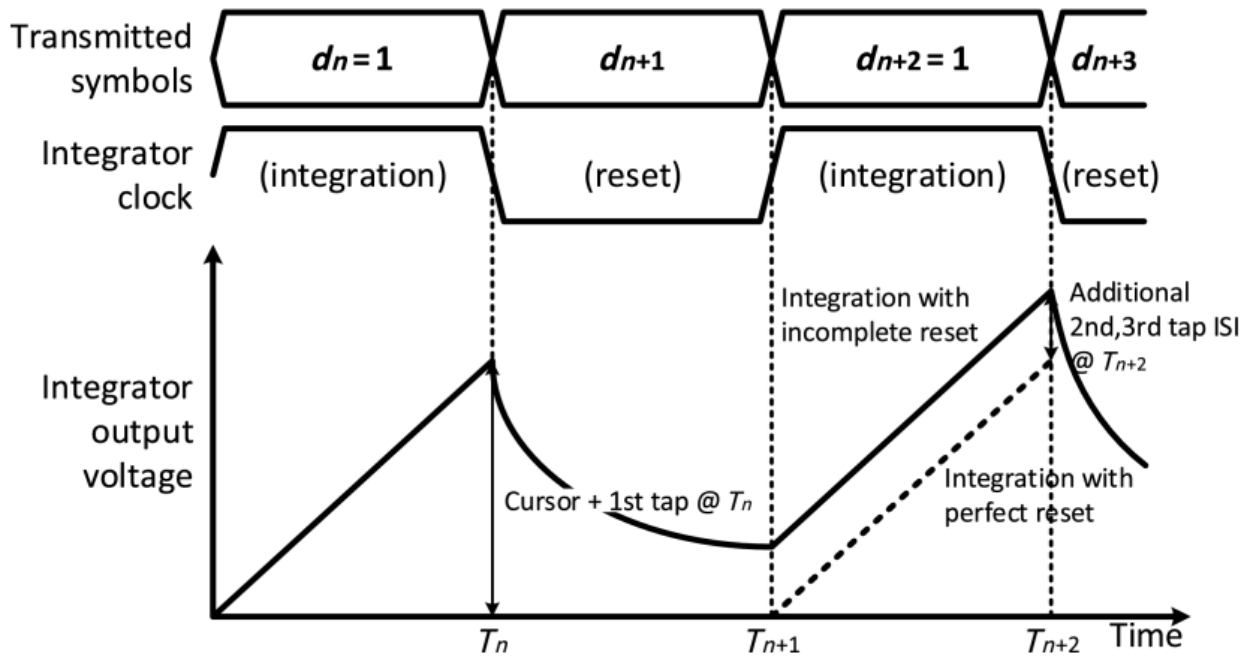 Transmitted
symbols
dn = 1
dn+1
dn+2 = 1
dn+3
Integrator
clock
(integration)
(reset)
(integration)
(reset)
Integration with
incomplete reset
Additional
2nd,3rd tap ISI
@ Tn+2
Integrator
output
voltage
Cursor + 1st tap @ Tn
Integration with
perfect reset
Tn
Tn+1
Tn+2
Time